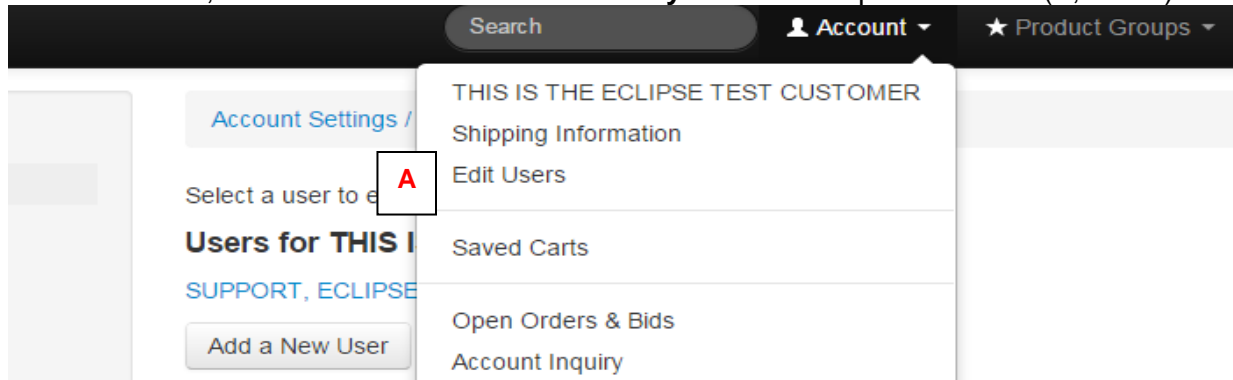 Search Account ★ Product Groups
THIS IS THE ECLIPSE TEST CUSTOMER
Account Settings /
Shipping Information
A Edit Users
Select a user to e
Users for THIS I
Saved Carts
SUPPORT, ECLIPSE
Open Orders & Bids
Add a New User
Account Inquiry